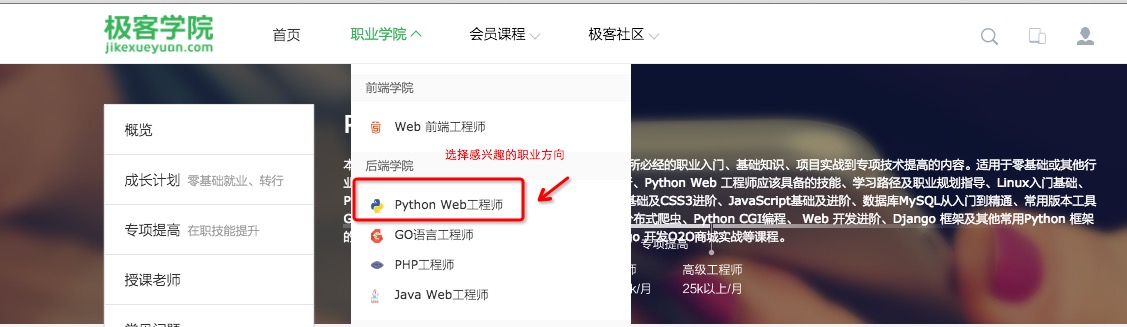 极客学院
jikexueyuan.com
首页
职业学院
会员课程
极客社区
前端学院
Web 前端工程师
后端学院
选择感兴趣的职业方向
Python Web工程师
GO语言工程师
PHP工程师
Java Web工程师
概览
成长计划 零基础就业、转行
专项提高 在职技能提升
授课老师
常见问题
所必经的职业入门、基础知识、项目实战到专项技术提高的内容。适用于零基础或其他行
、Python Web 工程师应该具备的技能、学习路径及职业规划指导、Linux入门基础、
基础及CSS3进阶、JavaScript基础及进阶、数据库MySQL从入门到精通、常用版本工具
布式爬虫、Python CGI编程、 Web 开发进阶、Django 框架及其他常用Python 框架
go 开发O2O商城实战等课程。
专项提高
师
高级工程师
k/月
25k以上/月